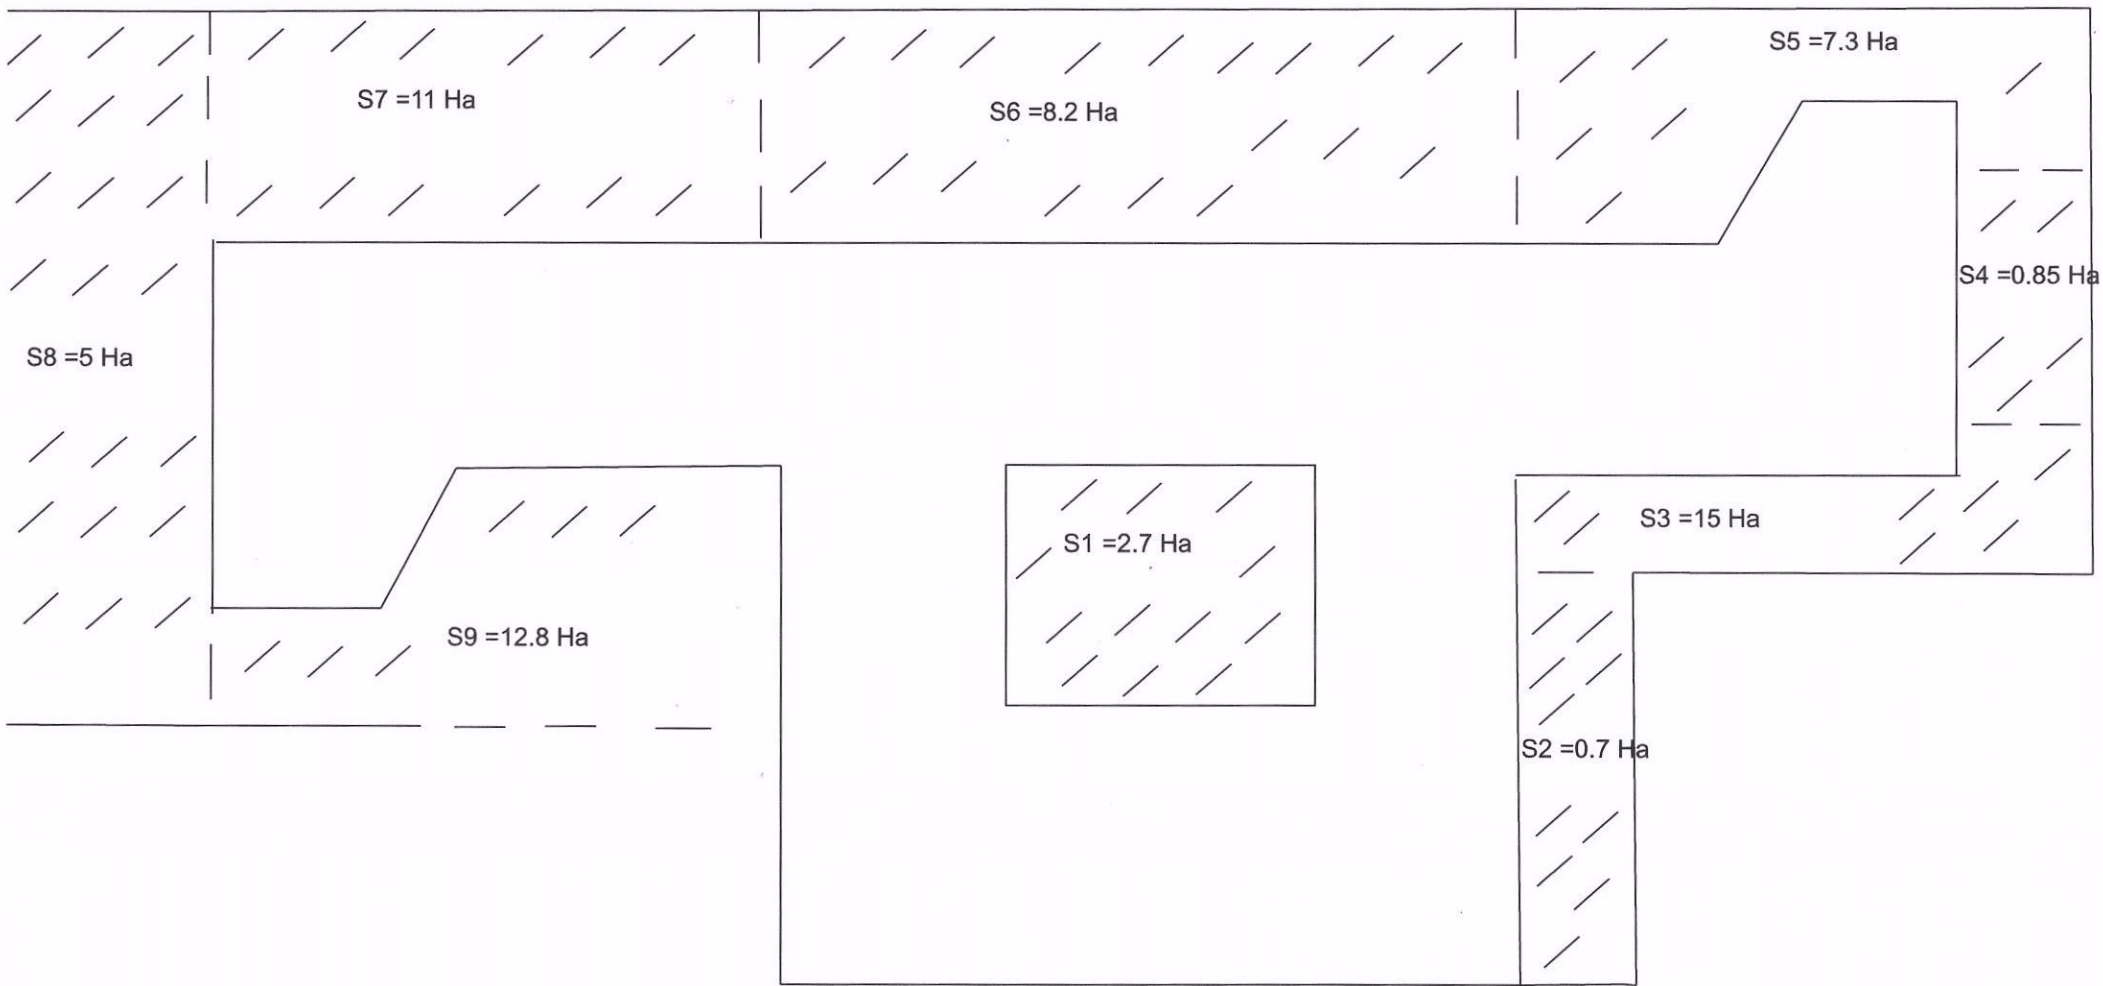 S5 =7.3 Ha
S7 =11 Ha
S6 =8.2 Ha
S4 =0.85 Ha
S8 =5 Ha
S3 =15 Ha
S1 =2.7 Ha
S9 =12.8 Ha
S2 =0.7 Ha